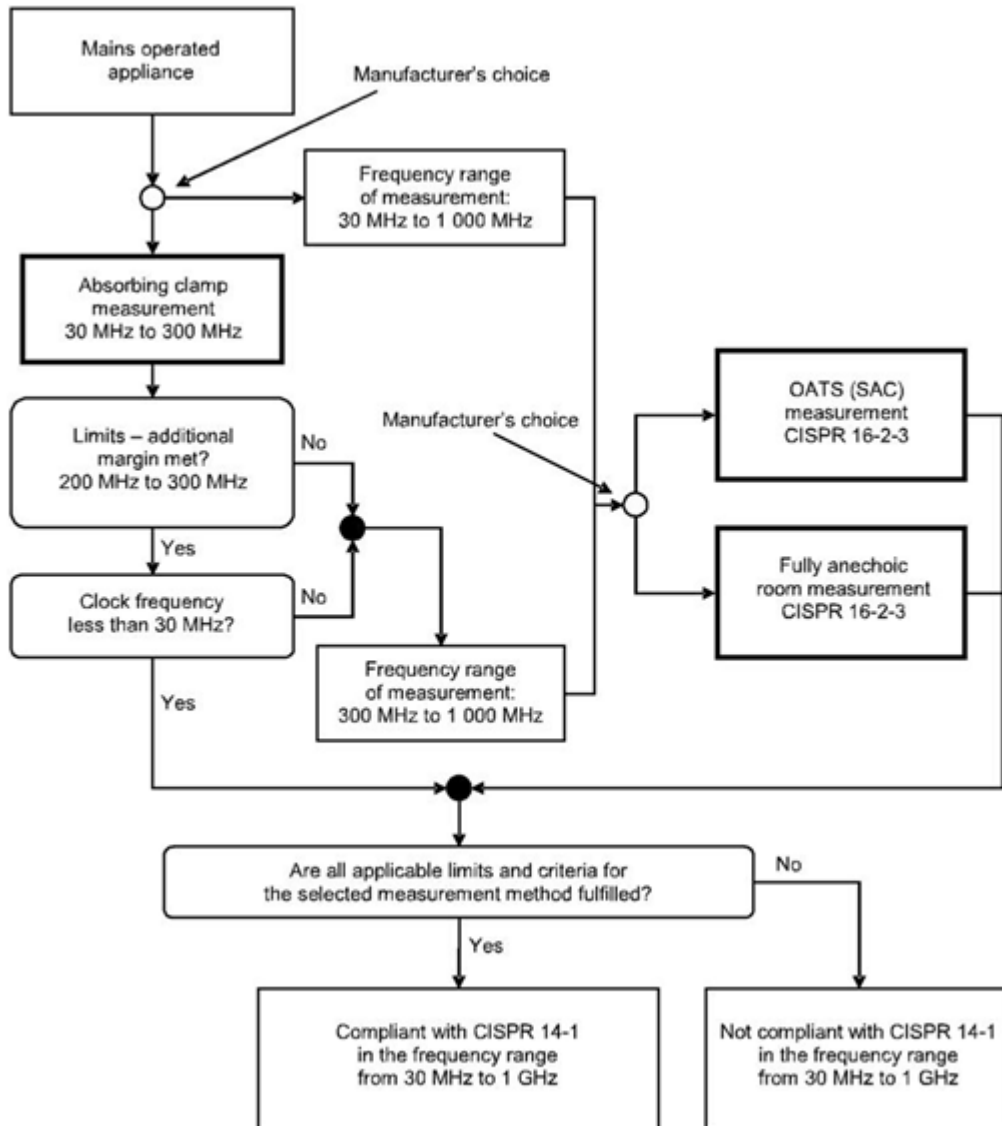 Mains operated
appliance
Manufacturer's choice
Frequency range
of measurement:
30 MHz to 1 000 MHz
Absorbing clamp
measurement
30 MHz to 300 MHz
OATS (SAC)
measurement
CISPR 16-2-3
Manufacturer's choice
Limits – additional
margin met?
200 MHz to 300 MHz
No
Yes
Fully anechoic
room measurement
CISPR 16-2-3
Clock frequency
less than 30 MHz?
No
Yes
Frequency range
of measurement:
300 MHz to 1 000 MHz
Are all applicable limits and criteria for
the selected measurement method fulfilled?
No
Yes
Compliant with CISPR 14-1
in the frequency range
from 30 MHz to 1 GHz
Not compliant with CISPR 14-1
in the frequency range
from 30 MHz to 1 GHz